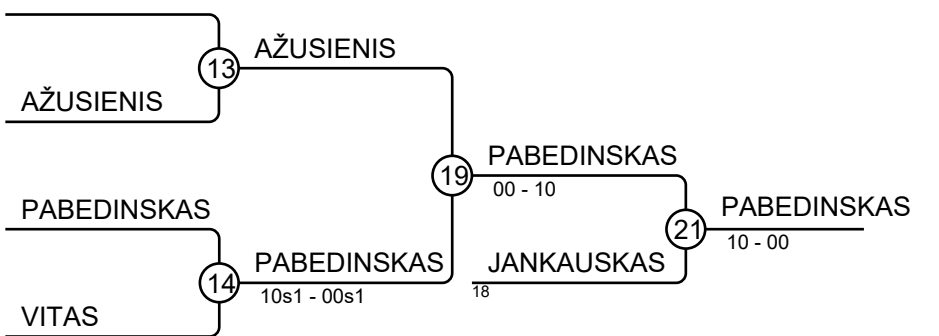 AŽUSIENIS
13
AŽUSIENIS
PABEDINSKAS
19
00 - 10
PABEDINSKAS
PABEDINSKAS
21
10 - 00
PABEDINSKAS
14
10s1 - 00s1
JANKAUSKAS
18
VITAS